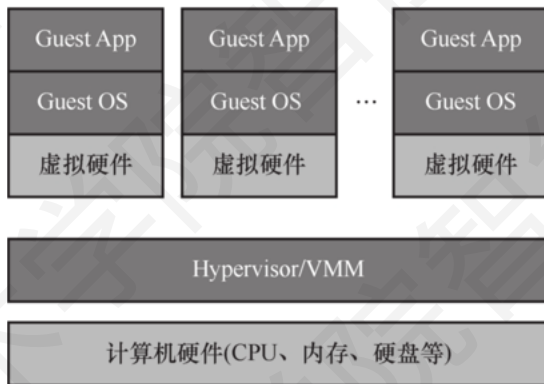 Guest App Guest App Guest App
Guest OS Guest OS ... Guest OS
虚拟硬件 虚拟硬件 虚拟硬件
Hypervisor/VMM
计算机硬件(CPU、内存、硬盘等)